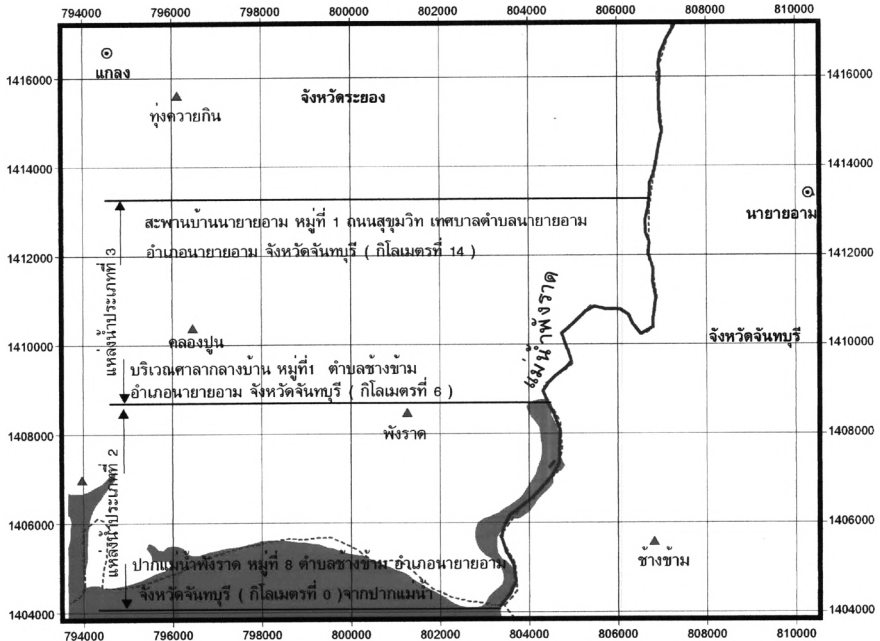 794000 796000 798000 800000 802000 804000 806000 808000 810000
แกลง
1416000 1416000
ทุ่งควายกิน
จังหวัดระยอง
1414000 1414000
นายายอาม
สะพานบ้านนายายอาม หมู่ที่ 1 ถนนสุขุมวิท เทศบาลตำบลนายายอาม
อำเภอนายายอาม จังหวัดจันทบุรี ( กิโลเมตรที่ 14 )
1412000 1412000
แหล่งน้ำประเภทที่ 3
แม่น้ำพังราด
คลองปูน
จังหวัดจันทบุรี
1410000 1410000
บริเวณศาลากลางบ้าน หมู่ที่1 ตำบลช้างข้าม
อำเภอนายายอาม จังหวัดจันทบุรี ( กิโลเมตรที่ 6 )
พังราด
1408000 1408000
แหล่งน้ำประเภทที่ 2
1406000 1406000
ช้างข้าม
ปากแม่น้ำพังราด หมู่ที่ 8 ตำบลช้างข้าม อำเภอนายายอาม
จังหวัดจันทบุรี ( กิโลเมตรที่ 0 )จากปากแม่น้ำ
1404000 1404000
794000 796000 798000 800000 802000 804000 806000 808000 810000